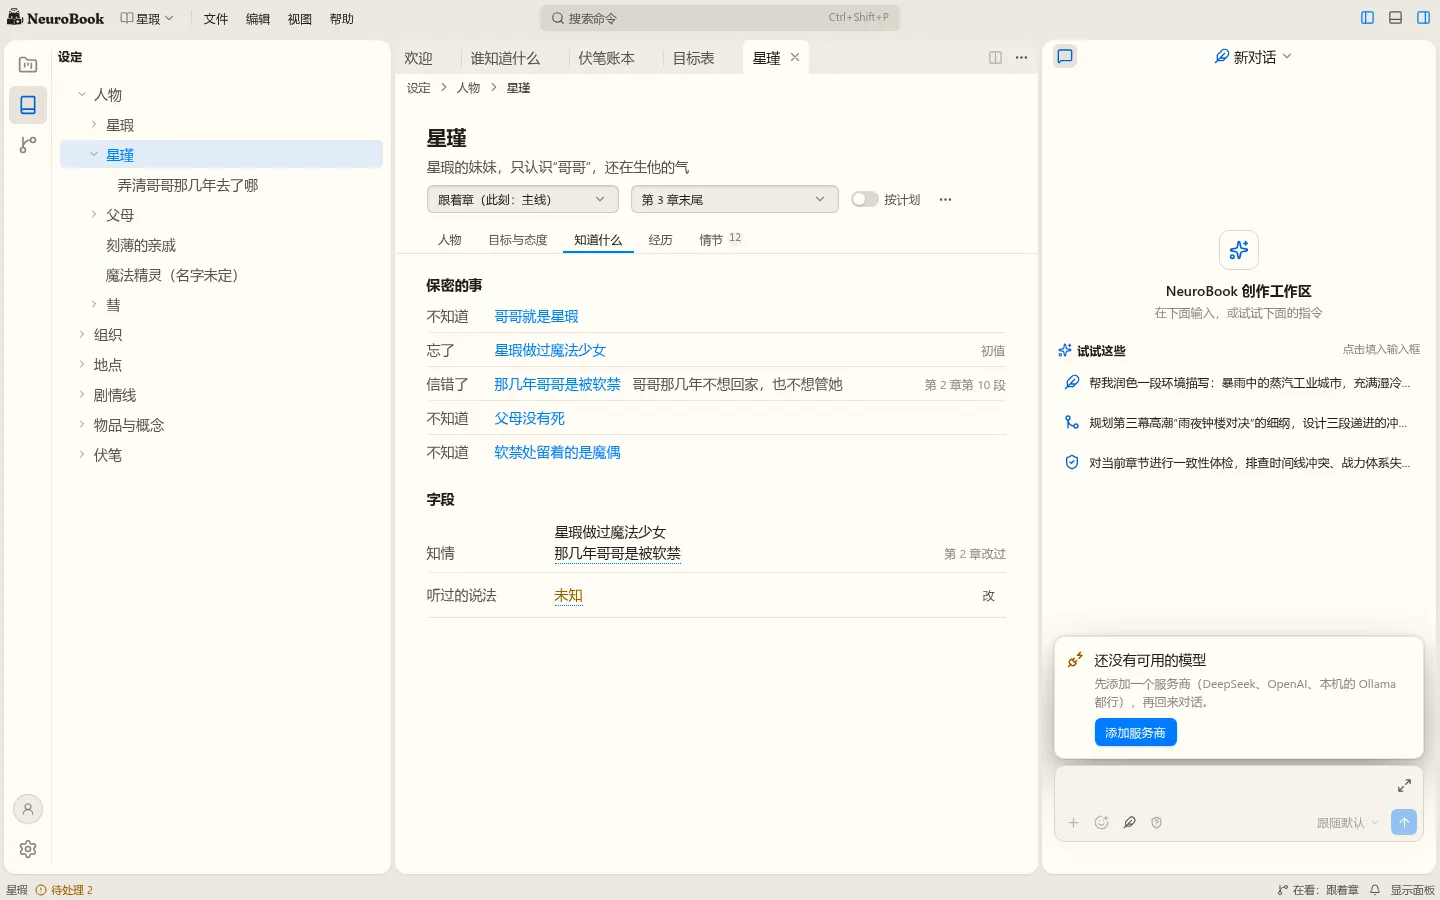 NeuroBook
星瑕
文件
编辑
视图
帮助
搜索命令
Ctrl+Shift+P
设定
人物
星瑕
星瑾
弄清哥哥那几年去了哪
父母
刻薄的亲戚
魔法精灵（名字未定）
彗
组织
地点
剧情线
物品与概念
伏笔
欢迎
谁知道什么
伏笔账本
目标表
星瑾
设定 > 人物 > 星瑾
星瑾
星瑕的妹妹，只认识“哥哥”，还在生他的气
跟着章（此刻：主线）
第 3 章末尾
按计划
人物
目标与态度
知道什么
经历
情节 12
保密的事
不知道 哥哥就是星瑕
忘了 星瑕做过魔法少女 初值
信错了 那几年哥哥是被软禁 哥哥那几年不想回家，也不想管她 第 2 章第 10 段
不知道 父母没有死
不知道 软禁处留着的是魔偶
字段
星瑕做过魔法少女
知情 那几年哥哥是被软禁 第 2 章改过
听过的说法 未知 改
新对话
NeuroBook 创作工作区
在下面输入，或试试下面的指令
试试这些
点击填入输入框
帮我润色一段环境描写：暴雨中的蒸汽工业城市，充满湿冷...
规划第三幕高潮“雨夜钟楼对决”的细纲，设计三段递进的冲...
对当前章节进行一致性体检，排查时间线冲突、战力体系失...
还没有可用的模型
先添加一个服务商（DeepSeek、OpenAI、本机的 Ollama
都行），再回来对话。
添加服务商
跟随默认
星瑕
待处理 2
在看：跟着章
显示面板